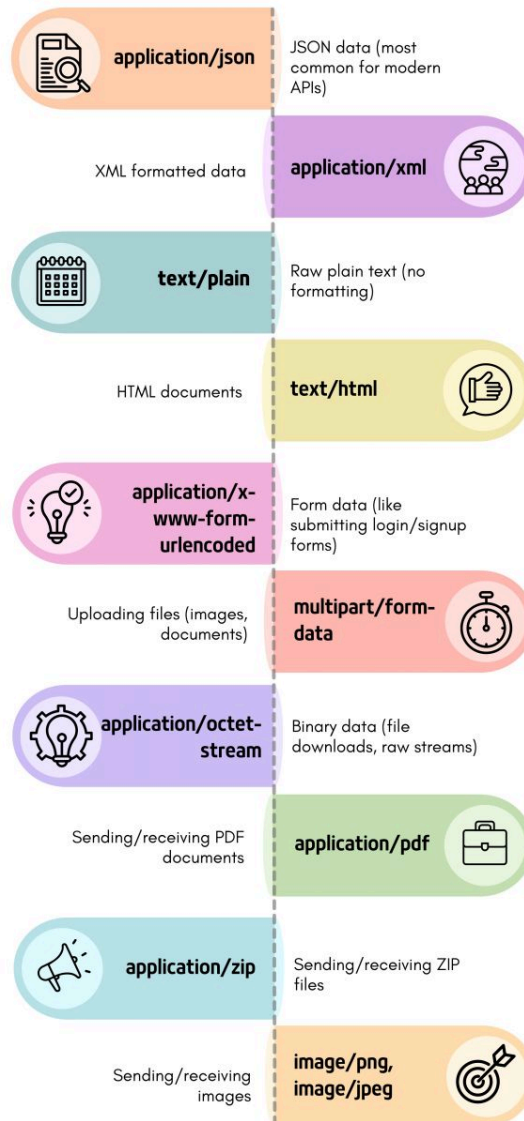 application/json
JSON data (most
common for modern
APIs)
XML formatted data
application/xml
text/plain
Raw plain text (no
formatting)
HTML documents
text/html
application/x-
www-form-
urlencoded
Form data (like
submitting login/signup
forms)
Uploading files (images,
documents)
multipart/form-
data
application/octet-
stream
Binary data (file
downloads, raw streams)
Sending/receiving PDF
documents
application/pdf
application/zip
Sending/receiving ZIP
files
Sending/receiving
images
image/png,
image/jpeg